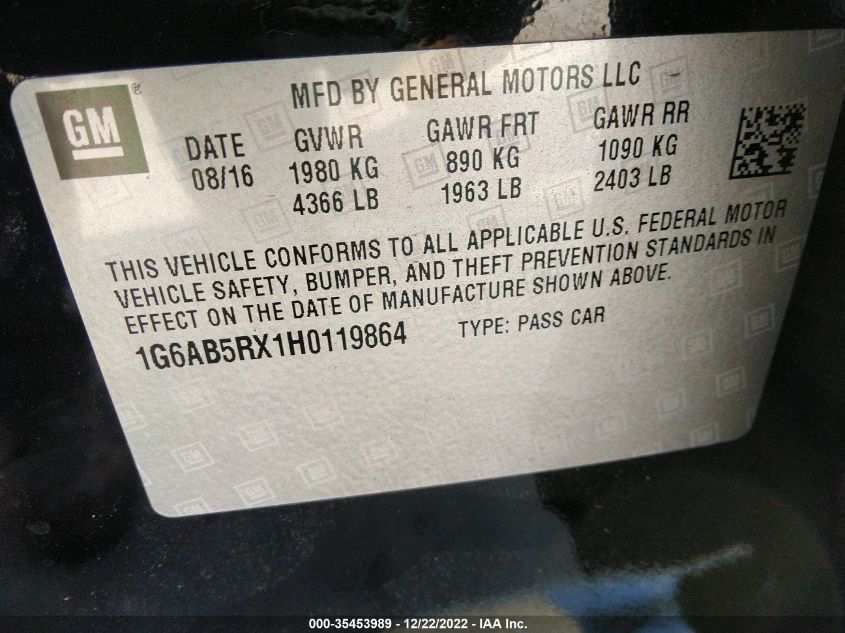 GM
®
MFD BY GENERAL MOTORS LLC
DATE GVWR GAWR FRT GAWR RR
08/16 1980 KG 890 KG 1090 KG
4366 LB 1963 LB 2403 LB
THIS VEHICLE CONFORMS TO ALL APPLICABLE U.S. FEDERAL MOTOR
VEHICLE SAFETY, BUMPER, AND THEFT PREVENTION STANDARDS IN
EFFECT ON THE DATE OF MANUFACTURE SHOWN ABOVE.
1G6AB5RX1H0119864 TYPE: PASS CAR
000-35453989 - 12/22/2022 - IAA Inc.